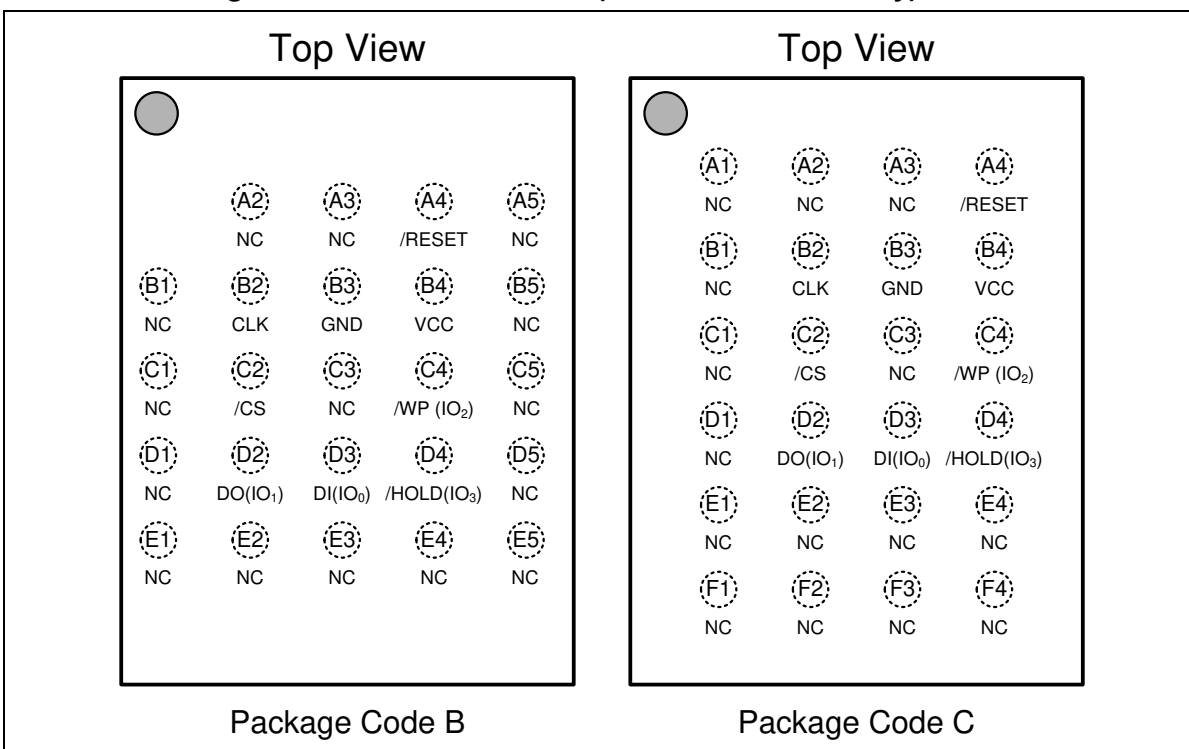 Top View
A2 A3 A4 A5
NC NC /RESET NC
B1 B2 B3 B4 B5
NC CLK GND VCC NC
C1 C2 C3 C4 C5
NC /CS NC /WP (IO₂) NC
D1 D2 D3 D4 D5
NC DO(IO₁) DI(IO₀) /HOLD(IO₃) NC
E1 E2 E3 E4 E5
NC NC NC NC NC
Package Code B
Top View
A1 A2 A3 A4
NC NC NC /RESET
B1 B2 B3 B4
NC CLK GND VCC
C1 C2 C3 C4
NC /CS NC /WP (IO₂)
D1 D2 D3 D4
NC DO(IO₁) DI(IO₀) /HOLD(IO₃)
E1 E2 E3 E4
NC NC NC NC
F1 F2 F3 F4
NC NC NC NC
Package Code C